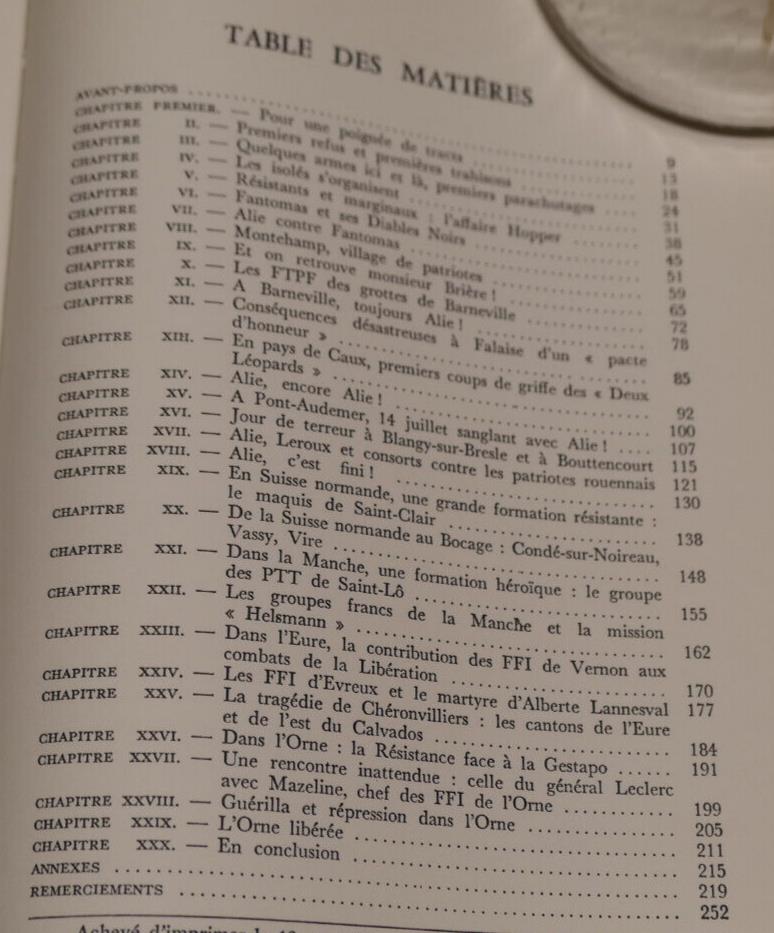 TABLE DES MATIÈRES
AVANT-PROPOS .......... 9
CHAPITRE PREMIER. — Pour une poignée de tracts .......... 13
CHAPITRE II. — Premiers refus et premières trahisons .......... 18
CHAPITRE III. — Quelques armes ici et là, premiers parachutages .... 24
CHAPITRE IV. — Les isolés s'organisent .......... 31
CHAPITRE V. — Résistants et marginaux : l'affaire Hopper .......... 38
CHAPITRE VI. — Fantomas et ses Diables Noirs .......... 45
CHAPITRE VII. — Alie contre Fantomas .......... 51
CHAPITRE VIII. — Montchamp, village de patriotes .......... 59
CHAPITRE IX. — Et on retrouve monsieur Brière ! .......... 65
CHAPITRE X. — Les FTPF des grottes de Barneville .......... 72
CHAPITRE XI. — A Barneville, toujours Alie ! .......... 78
CHAPITRE XII. — Conséquences désastreuses à Falaise d'un « pacte
d'honneur » .......... 85
CHAPITRE XIII. — En pays de Caux, premiers coups de griffe des « Deux
Léopards » .......... 92
CHAPITRE XIV. — Alie, encore Alie ! .......... 100
CHAPITRE XV. — A Pont-Audemer, 14 juillet sanglant avec Alie ! .... 107
CHAPITRE XVI. — Jour de terreur à Blangy-sur-Bresle et à Bouttencourt 115
CHAPITRE XVII. — Alie, Leroux et consorts contre les patriotes rouennais 121
CHAPITRE XVIII. — Alie, c'est fini ! .......... 130
CHAPITRE XIX. — En Suisse normande, une grande formation résistante :
le maquis de Saint-Clair .......... 138
CHAPITRE XX. — De la Suisse normande au Bocage : Condé-sur-Noireau,
Vassy, Vire .......... 148
CHAPITRE XXI. — Dans la Manche, une formation héroïque : le groupe
des PTT de Saint-Lô .......... 155
CHAPITRE XXII. — Les groupes francs de la Manche et la mission
« Helsmann » .......... 162
CHAPITRE XXIII. — Dans l'Eure, la contribution des FFI de Vernon aux
combats de la Libération .......... 170
CHAPITRE XXIV. — Les FFI d'Evreux et le martyre d'Alberte Lannesval 177
CHAPITRE XXV. — La tragédie de Chéronvilliers : les cantons de l'Eure
et de l'est du Calvados .......... 184
CHAPITRE XXVI. — Dans l'Orne : la Résistance face à la Gestapo ...... 191
CHAPITRE XXVII. — Une rencontre inattendue : celle du général Leclerc
avec Mazeline, chef des FFI de l'Orne .......... 199
CHAPITRE XXVIII. — Guérilla et répression dans l'Orne .......... 205
CHAPITRE XXIX. — L'Orne libérée .......... 211
CHAPITRE XXX. — En conclusion .......... 215
ANNEXES .......... 219
REMERCIEMENTS .......... 252